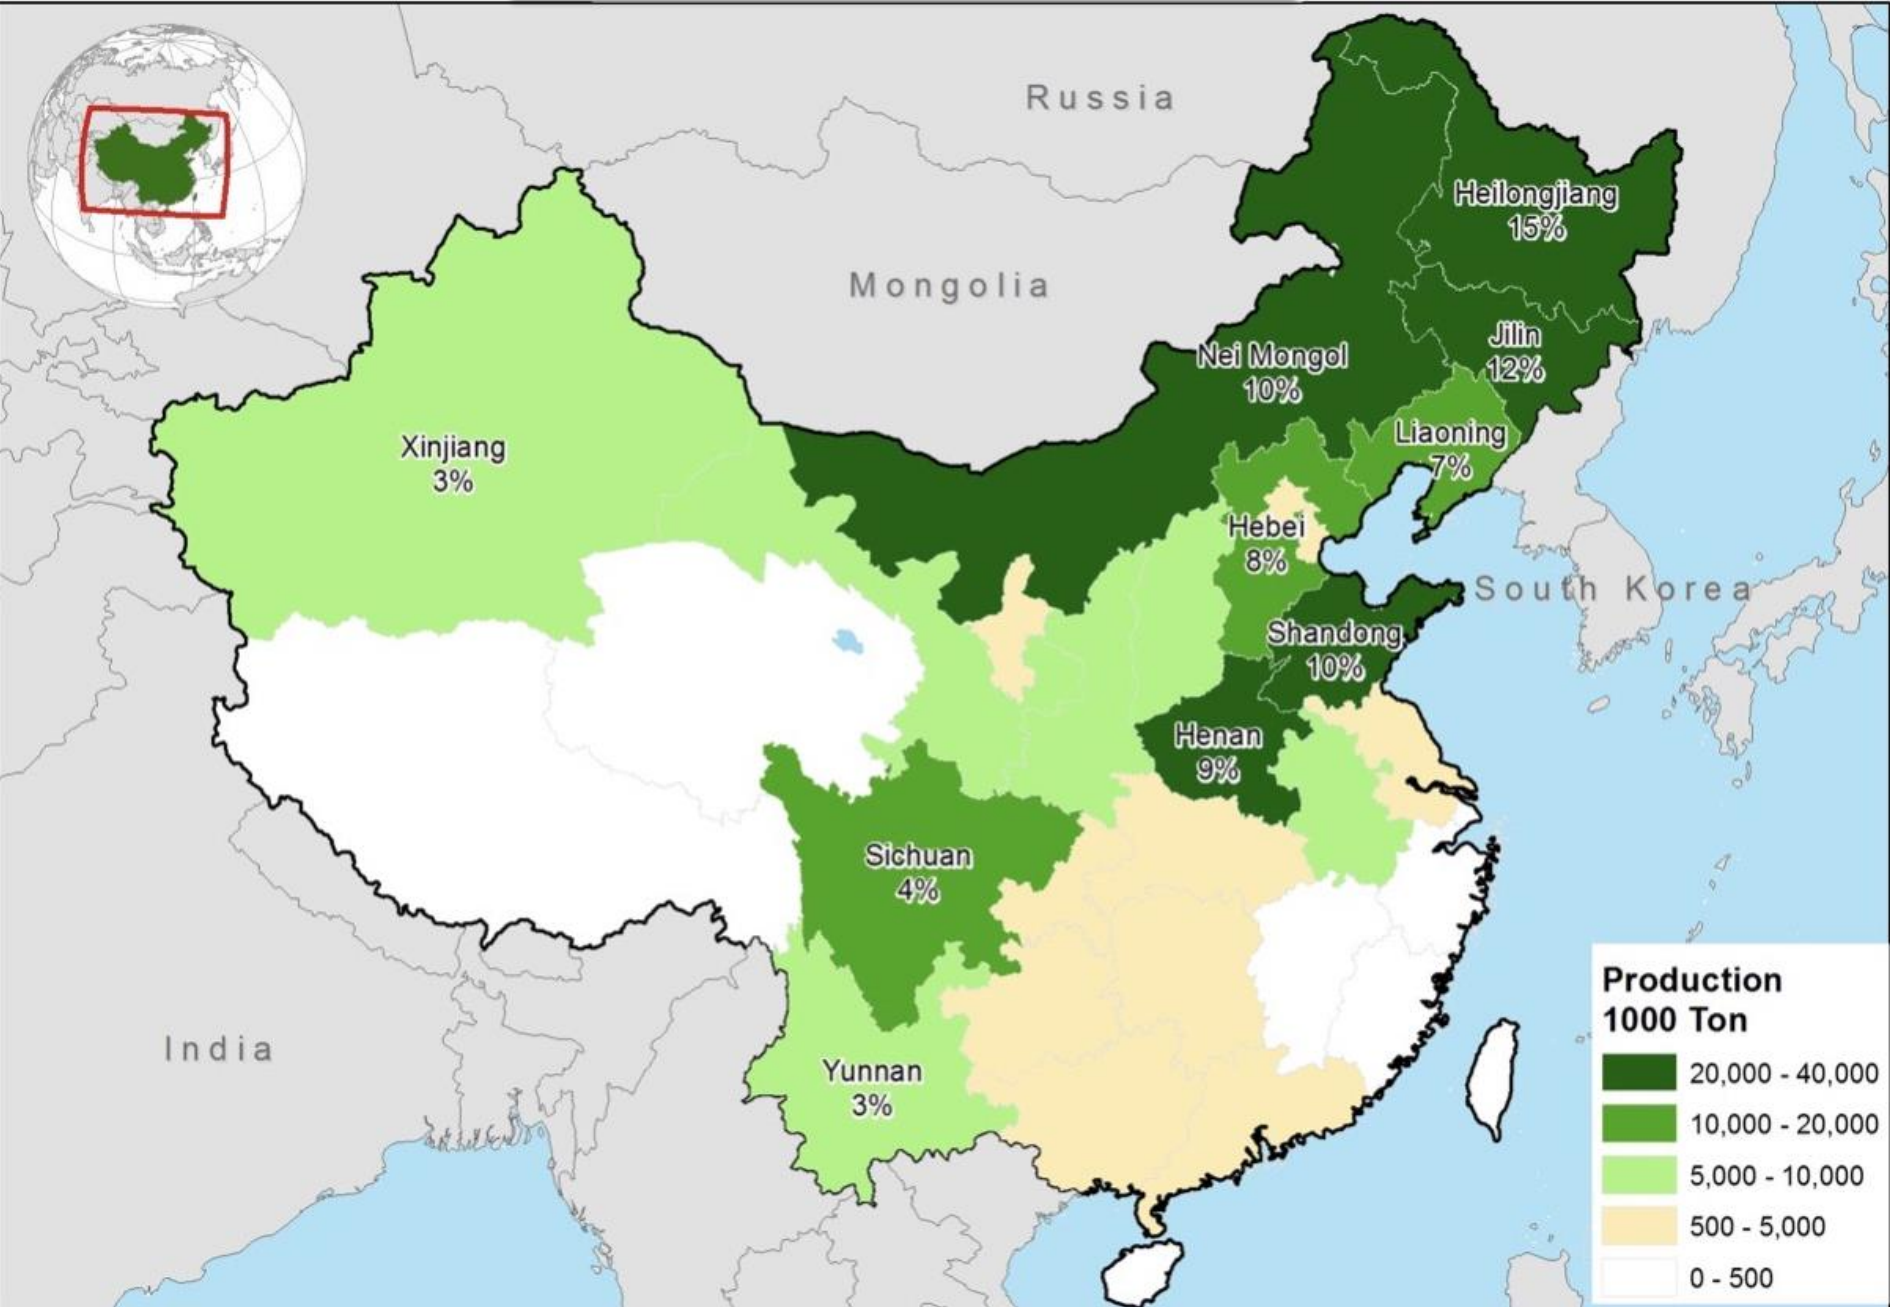 Russia
Heilongjiang
15%
Mongolia
Jilin
12%
Nei Mongol
10%
Liaoning
7%
Xinjiang
3%
Hebei
8%
South Korea
Shandong
10%
Henan
9%
Sichuan
4%
India
Yunnan
3%
Production
1000 Ton
20,000 - 40,000
10,000 - 20,000
5,000 - 10,000
500 - 5,000
0 - 500